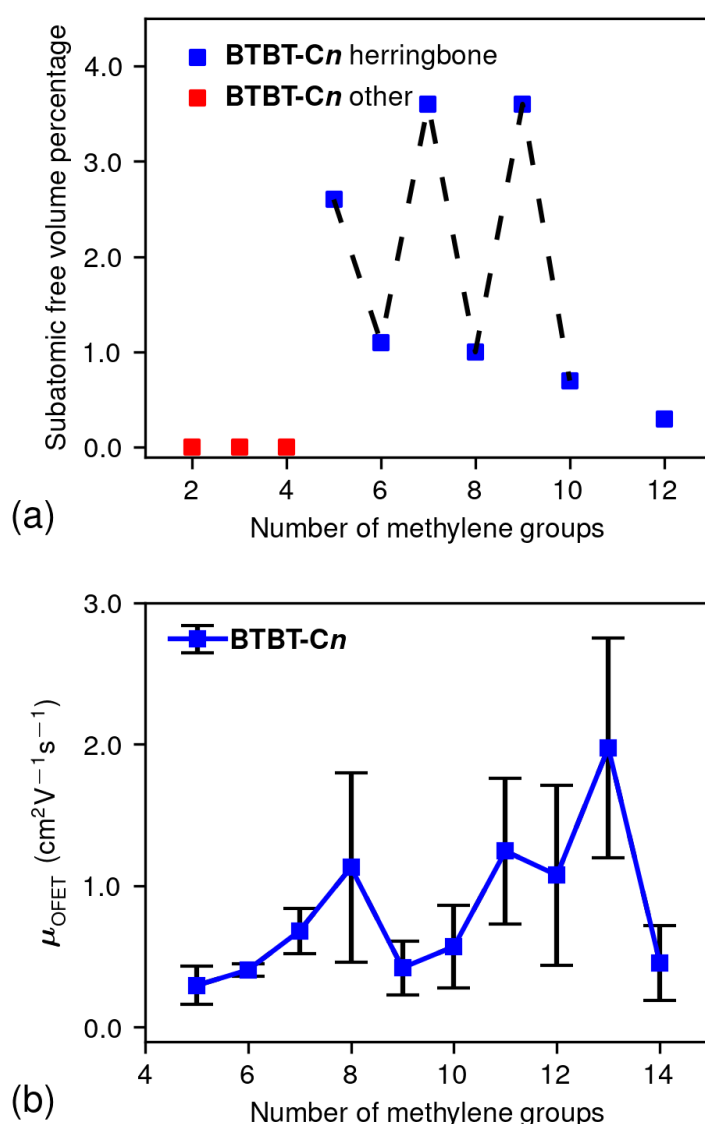 Subatomic free volume percentage
4.0
3.0
2.0
1.0
0.0
BTBT-Cn herringbone
BTBT-Cn other
2 4 6 8 10 12
(a)
Number of methylene groups
μOFET (cm²V⁻¹s⁻¹)
3.0
2.0
1.0
0.0
BTBT-Cn
4 6 8 10 12 14
(b)
Number of methylene groups